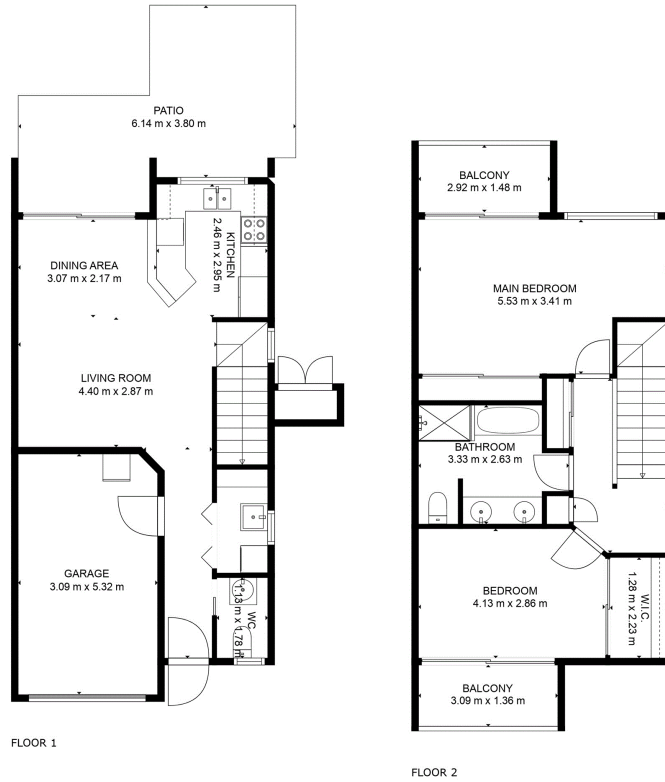 PATIO
6.14 m x 3.80 m
KITCHEN
2.46 m x 2.95 m
DINING AREA
3.07 m x 2.17 m
LIVING ROOM
4.40 m x 2.87 m
GARAGE
3.09 m x 5.32 m
WC
1.13 m x 1.78 m
FLOOR 1
BALCONY
2.92 m x 1.48 m
MAIN BEDROOM
5.53 m x 3.41 m
BATHROOM
3.33 m x 2.63 m
BEDROOM
4.13 m x 2.86 m
W.I.C.
1.28 m x 2.23 m
BALCONY
3.09 m x 1.36 m
FLOOR 2